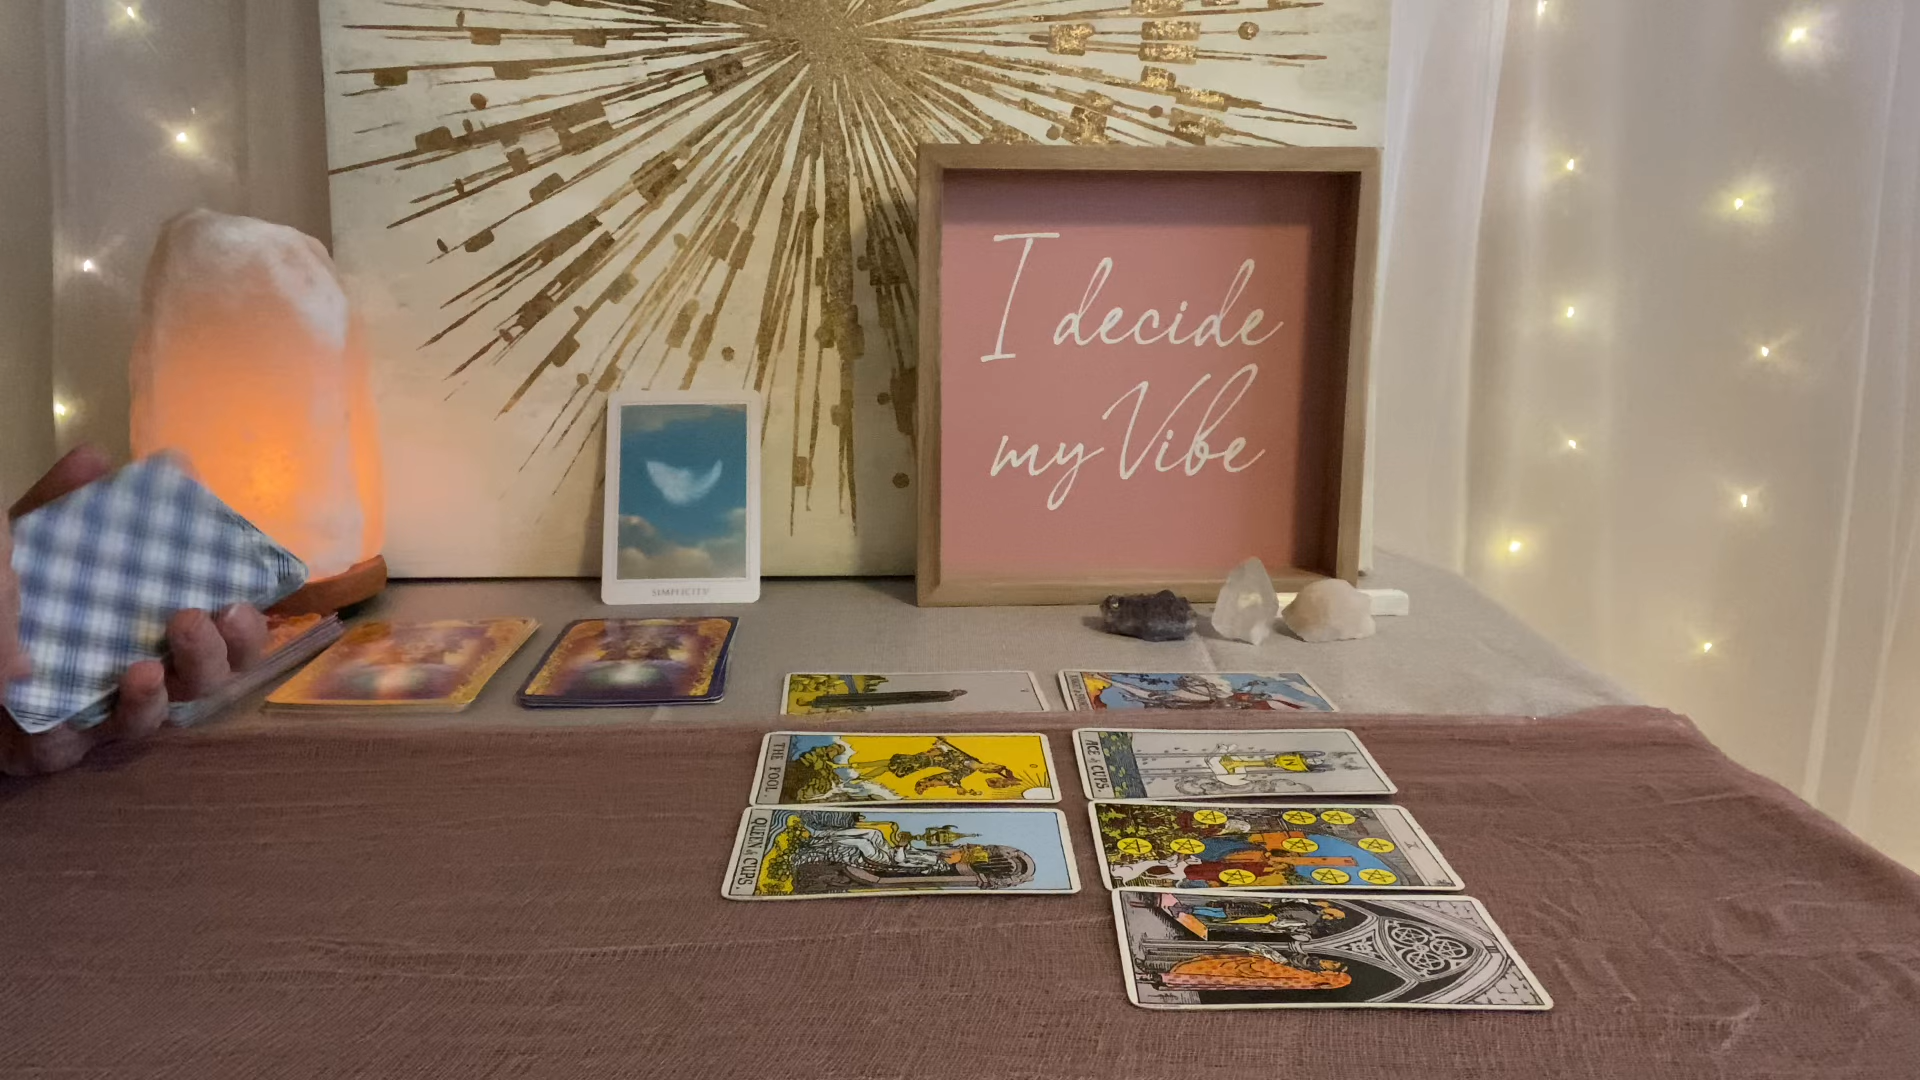 I decide
my Vibe
SIMPLICITY
THE FOOL.
ACE of CUPS.
QUEEN of CUPS.
X